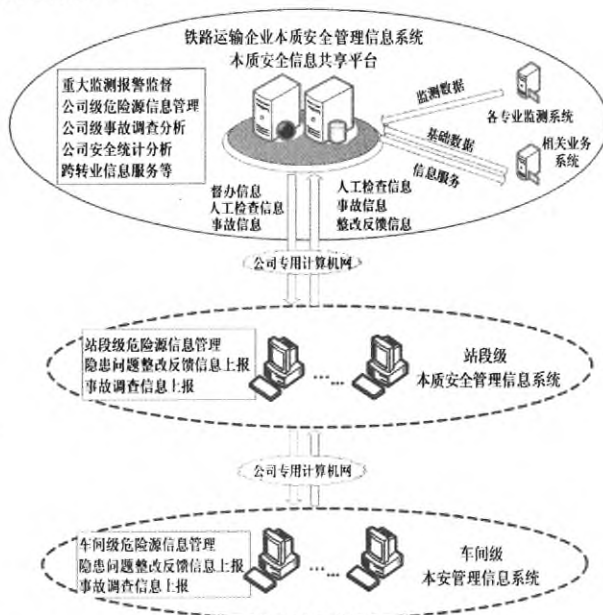 铁路运输企业本质安全管理信息系统
本质安全信息共享平台
重大监测报警监督
公司级危险源信息管理
公司级事故调查分析
公司安全统计分析
跨转业信息服务等
监测数据
各专业监测系统
基础数据
信息服务
相关业务
系统
督办信息
人工检查信息
事故信息
人工检查信息
事故信息
整改反馈信息
公司专用计算机网
站段级危险源信息管理
隐患问题整改反馈信息上报
事故调查信息上报
... ...
站段级
本质安全管理信息系统
公司专用计算机网
车间级危险源信息管理
隐患问题整改反馈信息上报
事故调查信息上报
... ...
车间级
本安管理信息系统